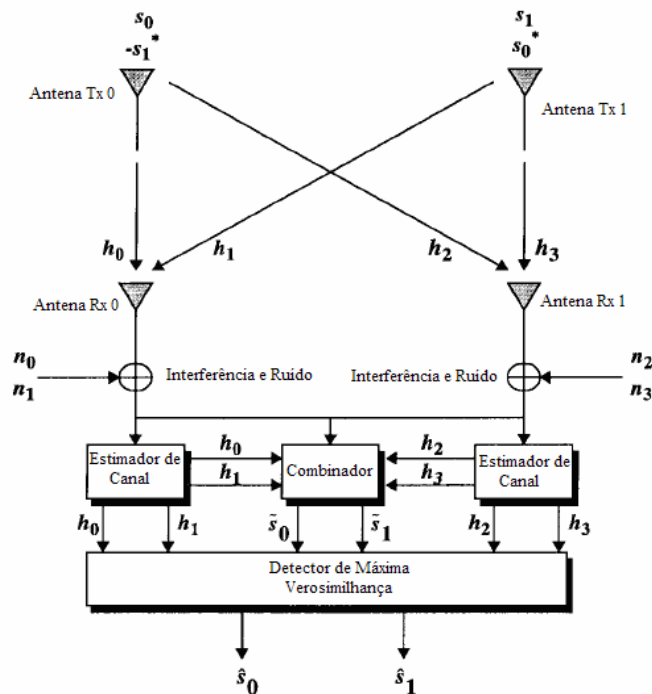 s0 s1
-s1* s0*
Antena Tx 0 Antena Tx 1
h0 h1 h2 h3
Antena Rx 0 Antena Rx 1
n0 Interferência e Ruido Interferência e Ruido n2
n1 n3
Estimador de Canal h0 Combinador h2 Estimador de Canal
h1 h3
h0 h1 s̃0 s̃1 h2 h3
Detector de Máxima
Verosimilhança
ŝ0 ŝ1